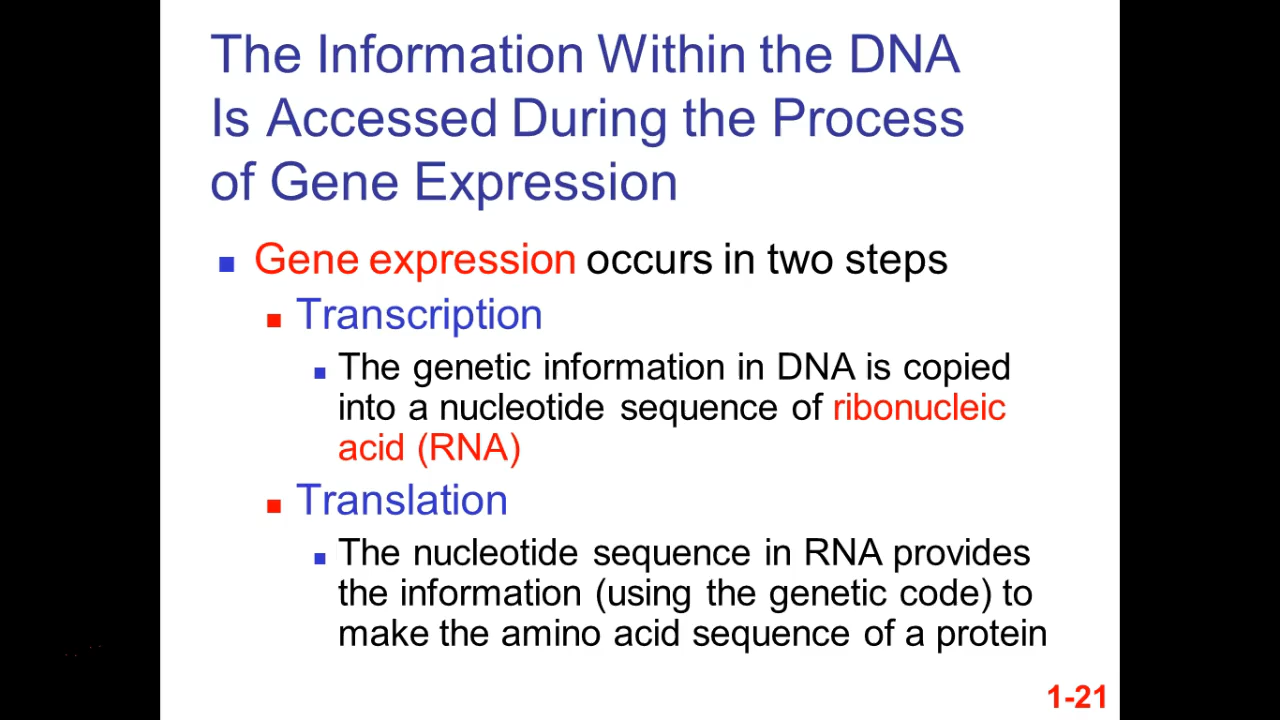 The Information Within the DNA
Is Accessed During the Process
of Gene Expression
Gene expression occurs in two steps
Transcription
The genetic information in DNA is copied
into a nucleotide sequence of ribonucleic
acid (RNA)
Translation
The nucleotide sequence in RNA provides
the information (using the genetic code) to
make the amino acid sequence of a protein
1-21